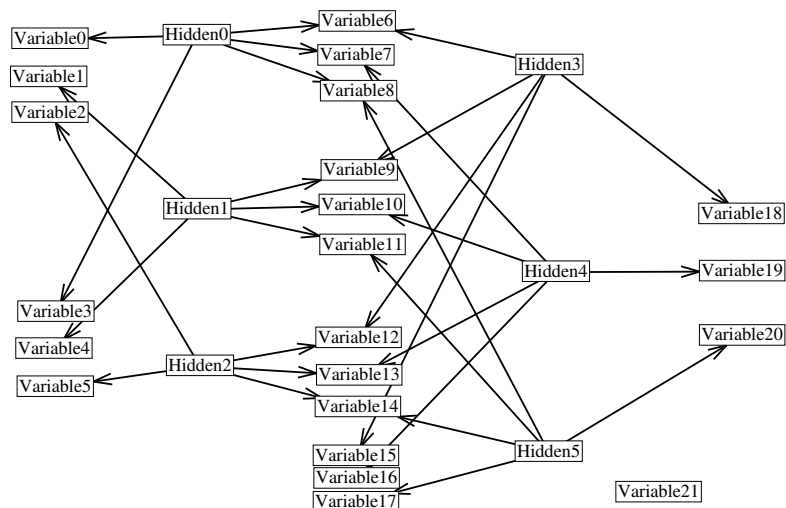 Variable0
Hidden0
Variable6
Variable7
Hidden3
Variable1
Variable8
Variable2
Variable9
Hidden1
Variable10
Variable18
Variable11
Hidden4
Variable19
Variable3
Variable12
Variable20
Variable4
Hidden2
Variable13
Variable5
Variable14
Variable15
Hidden5
Variable16
Variable21
Variable17